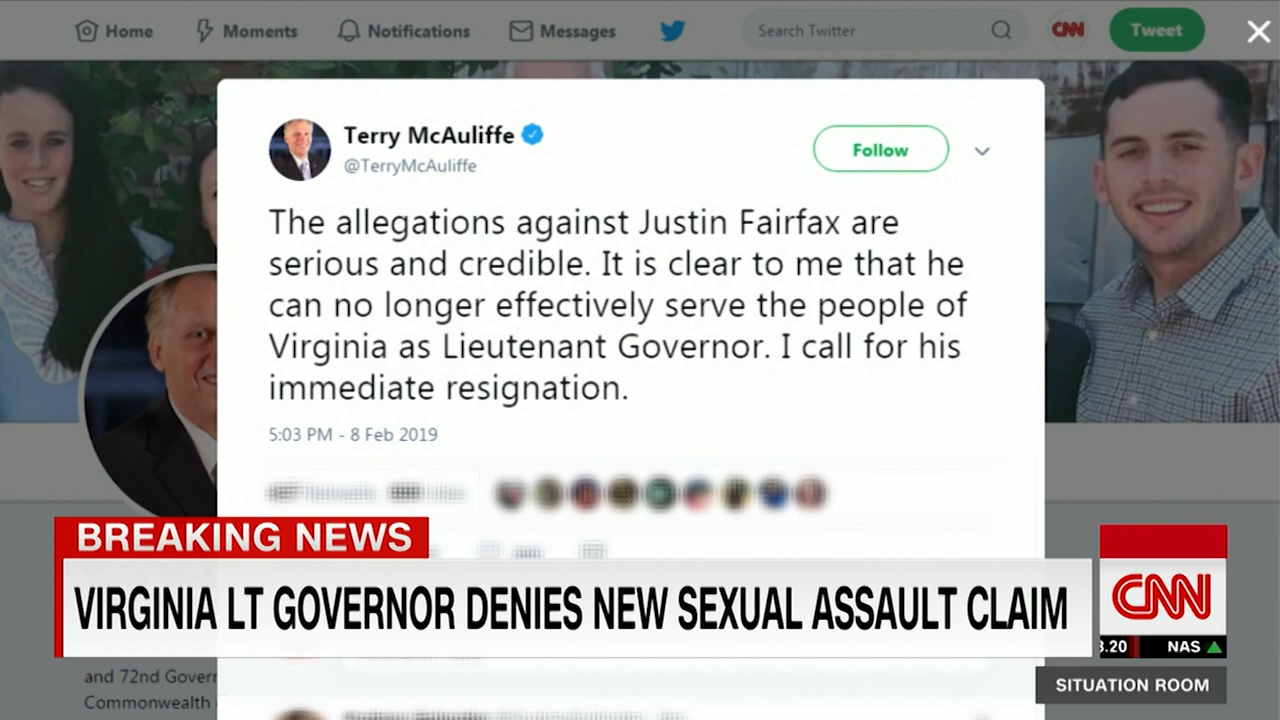 Home Moments Notifications Messages Search Twitter CNN Tweet
Terry McAuliffe
@TerryMcAuliffe
Follow
The allegations against Justin Fairfax are
serious and credible. It is clear to me that he
can no longer effectively serve the people of
Virginia as Lieutenant Governor. I call for his
immediate resignation.
5:03 PM - 8 Feb 2019
BREAKING NEWS
VIRGINIA LT GOVERNOR DENIES NEW SEXUAL ASSAULT CLAIM
CNN
3.20 NAS
SITUATION ROOM
and 72nd Govern
Commonwealth